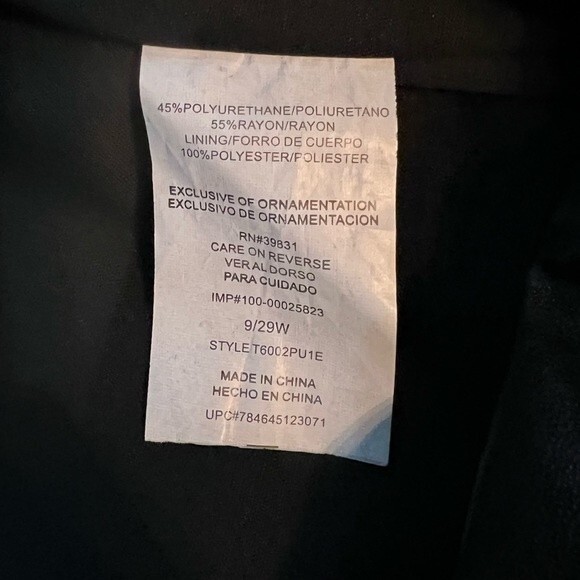 45%POLYURETHANE/POLIURETANO
55%RAYON/RAYON
LINING/FORRO DE CUERPO
100%POLYESTER/POLIESTER
EXCLUSIVE OF ORNAMENTATION
EXCLUSIVO DE ORNAMENTACION
RN#39831
CARE ON REVERSE
VER AL DORSO
PARA CUIDADO
IMP#100-00025823
9/29W
STYLE T6002PU1E
MADE IN CHINA
HECHO EN CHINA
UPC#784645123071